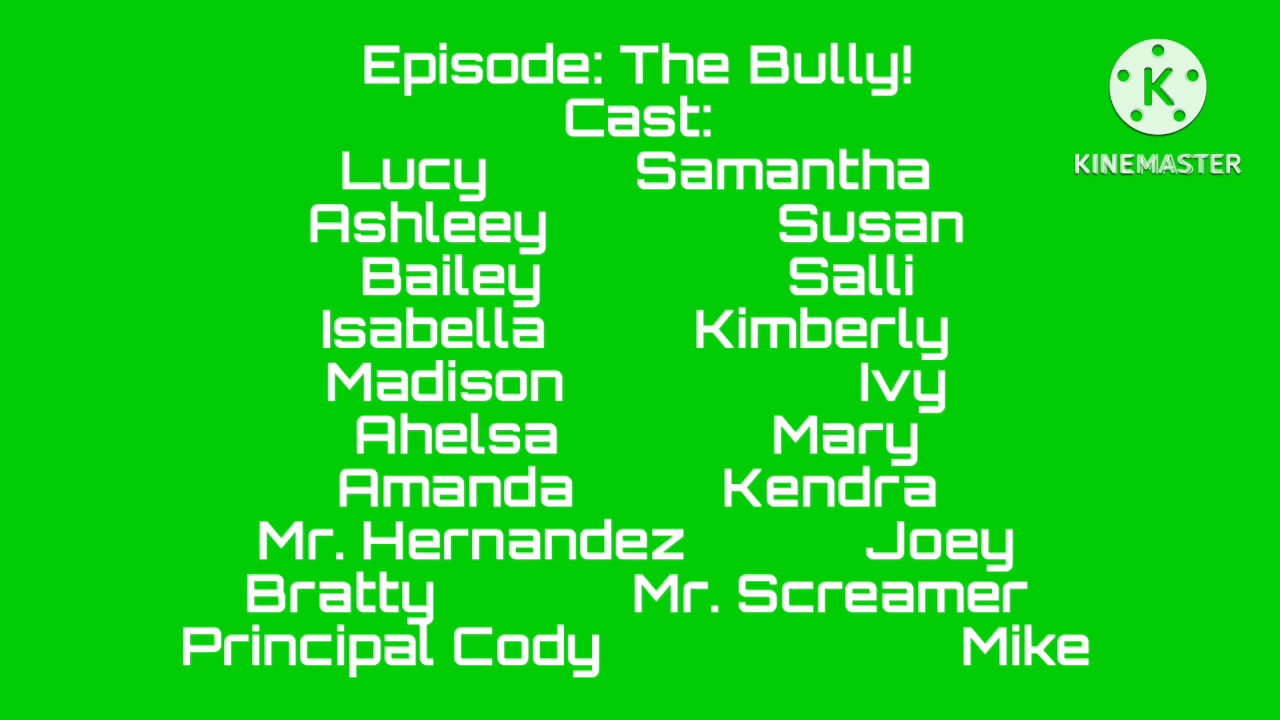 Episode: The Bully!
Cast:
Lucy Samantha
Ashleey Susan
Bailey Salli
Isabella Kimberly
Madison Ivy
Ahelsa Mary
Amanda Kendra
Mr. Hernandez Joey
Bratty Mr. Screamer
Principal Cody Mike
K
KINEMASTER